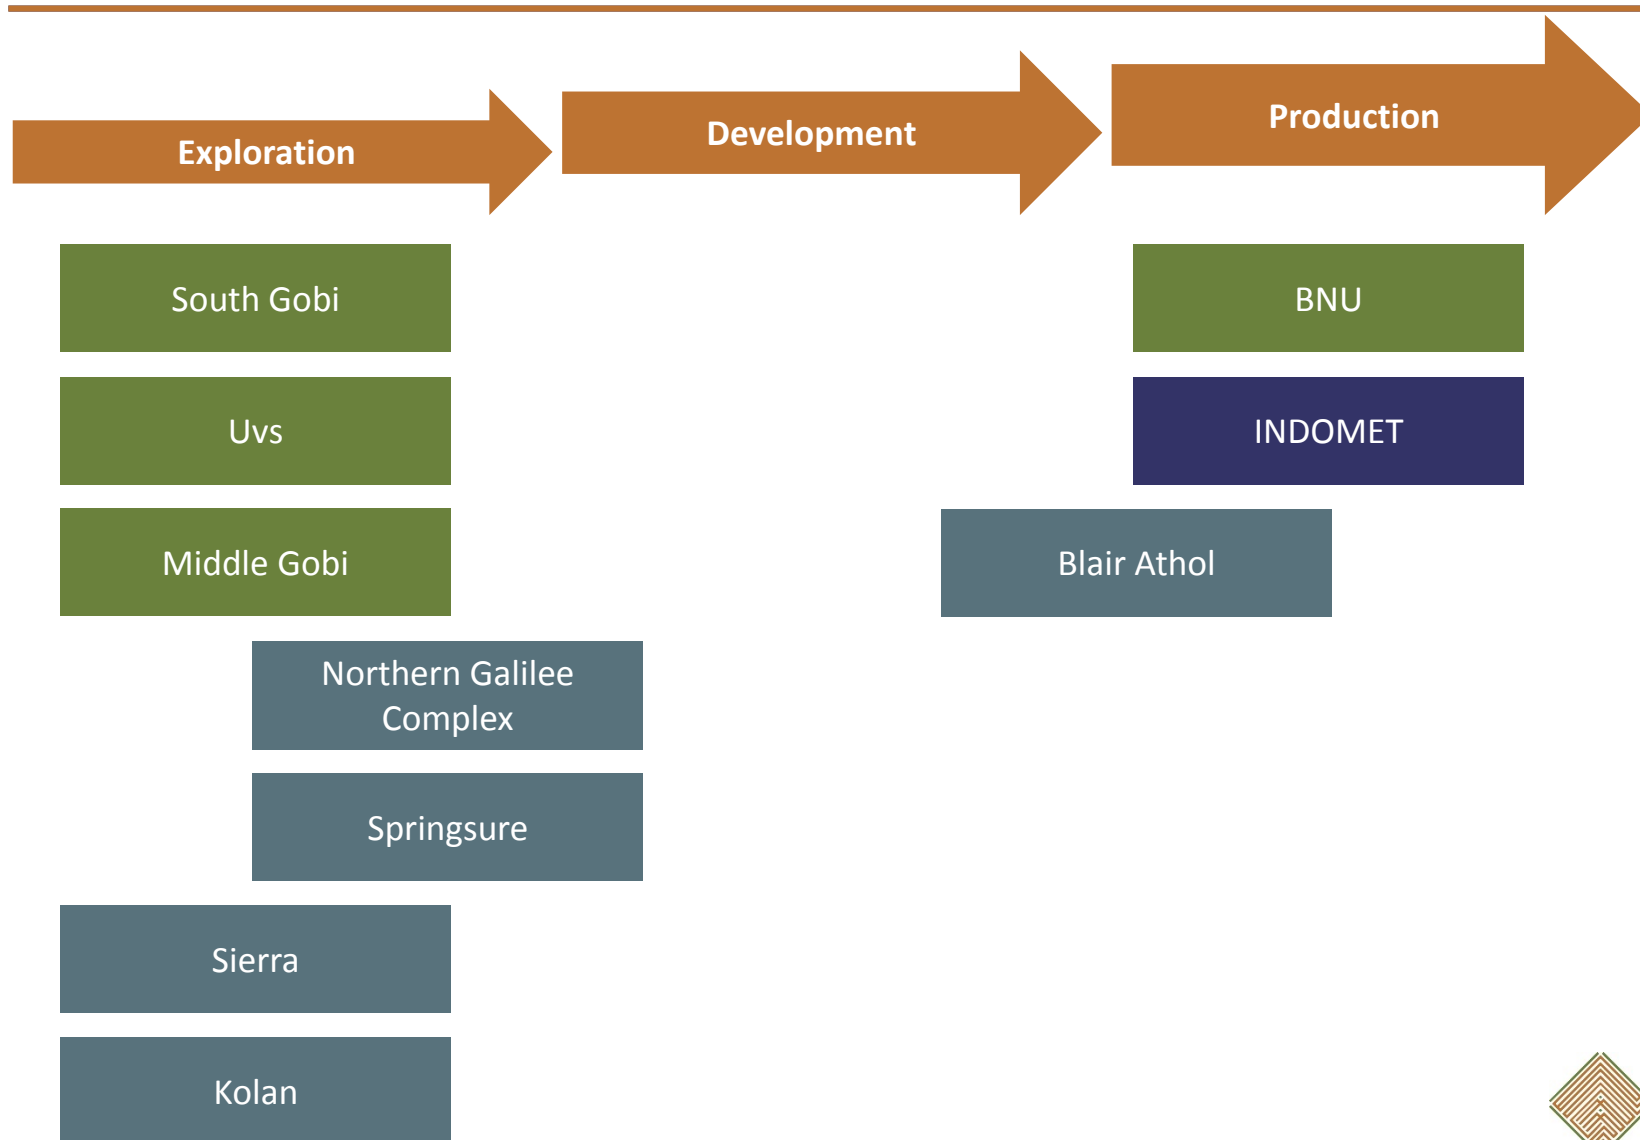 Exploration
Development
Production
South Gobi
BNU
Uvs
INDOMET
Middle Gobi
Blair Athol
Northern Galilee
Complex
Springsure
Sierra
Kolan